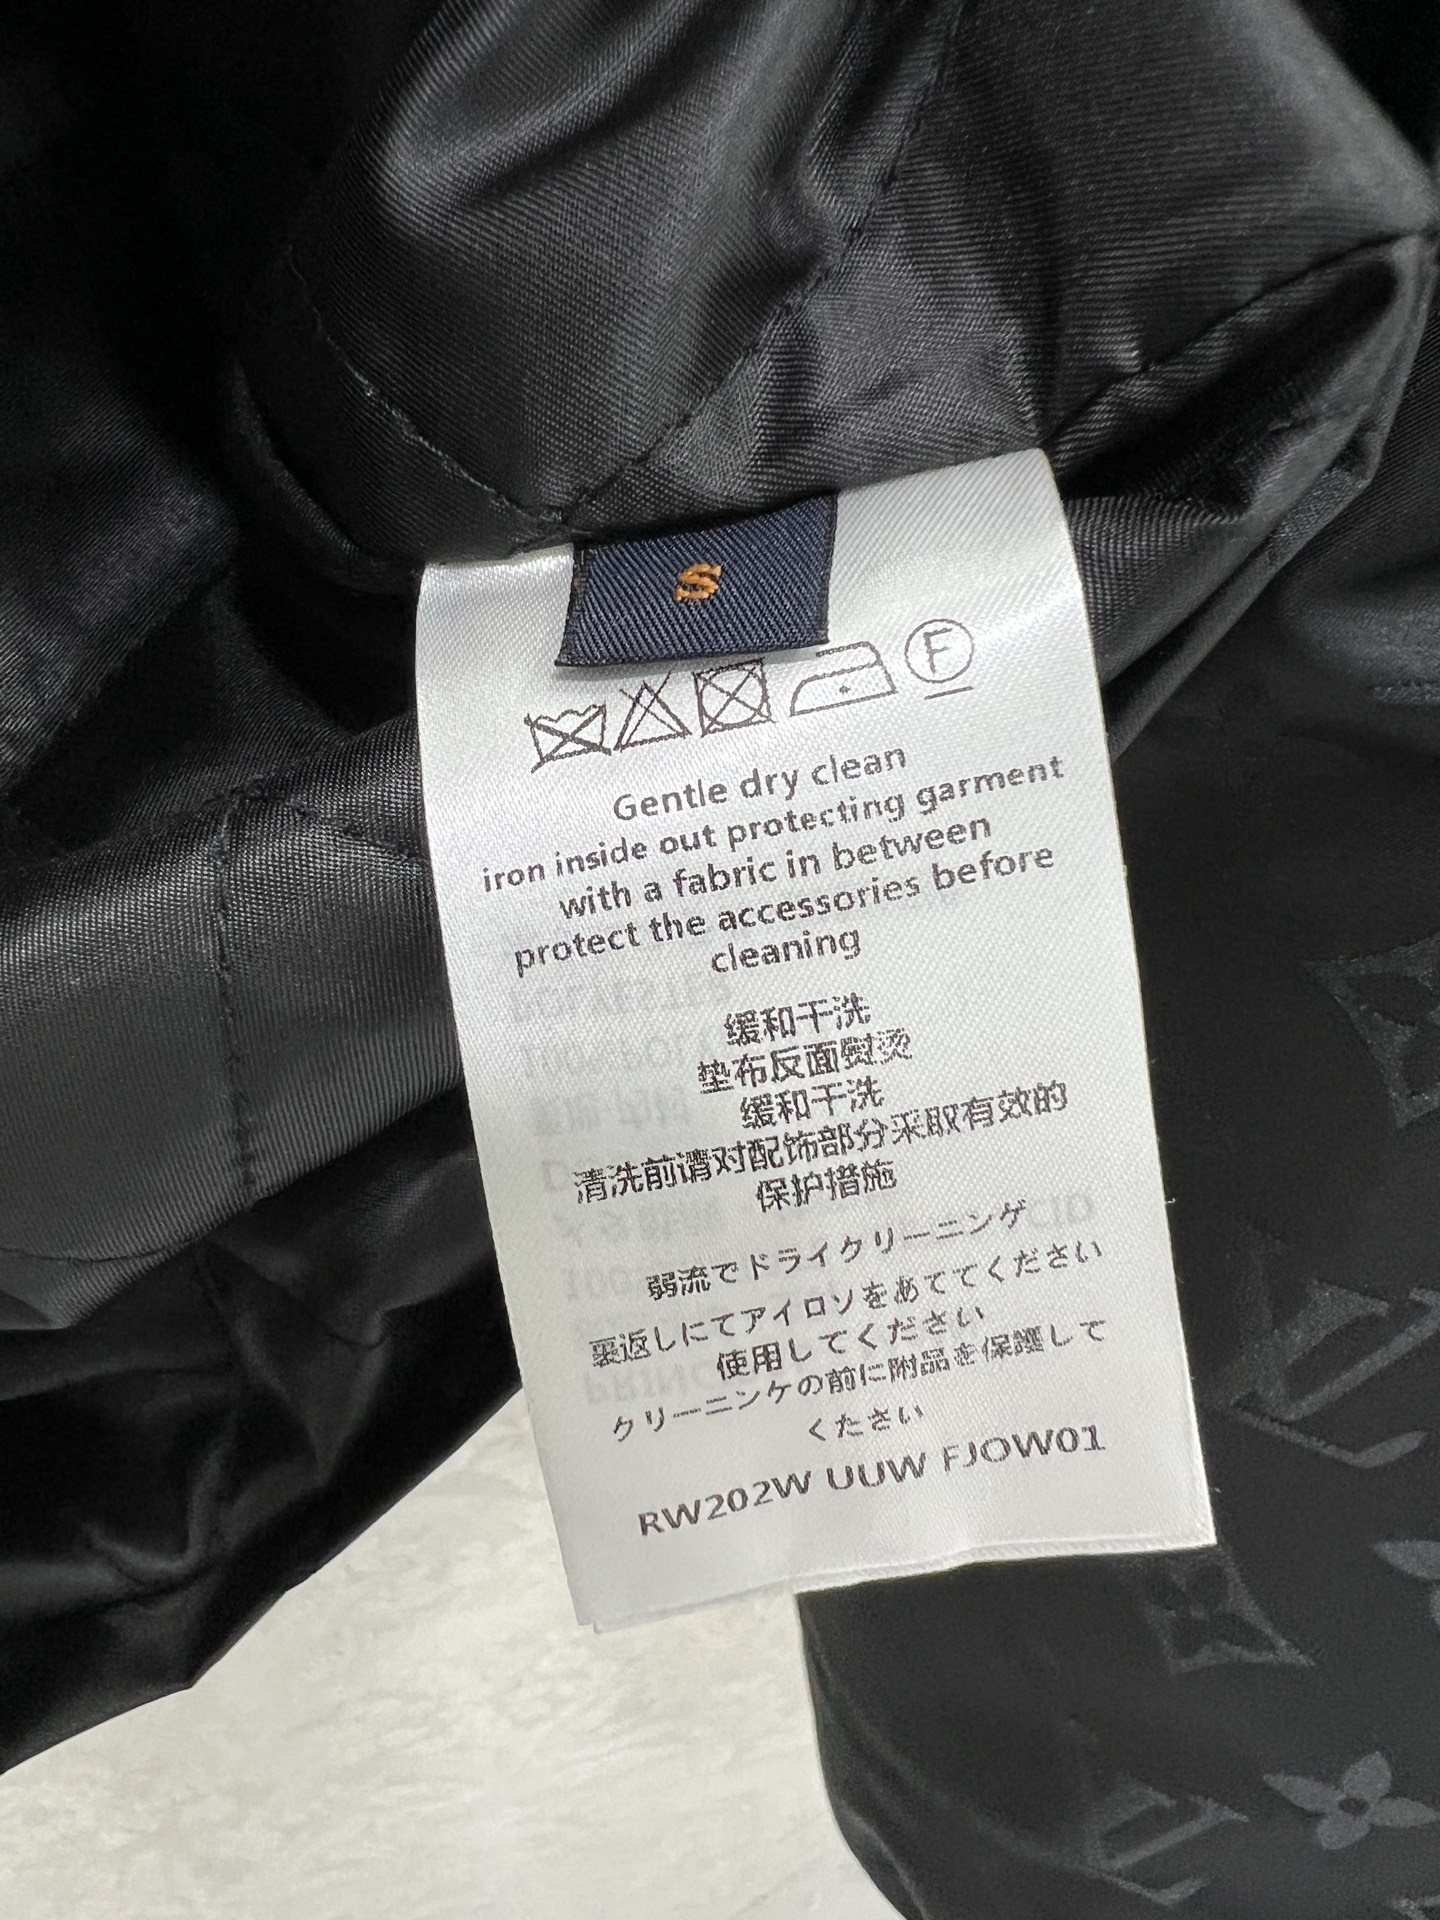 S
F
Gentle dry clean
iron inside out protecting garment
with a fabric in between
protect the accessories before
cleaning
缓和干洗
垫布反面熨烫
缓和干洗
清洗前请对配饰部分采取有效的
保护措施
弱流でドライクリーニンゲ
裏返しにてアイロソをあててください
使用してください
クリーニンケの前に附品を保護して
くたさい
RW202W UUW FJOW01